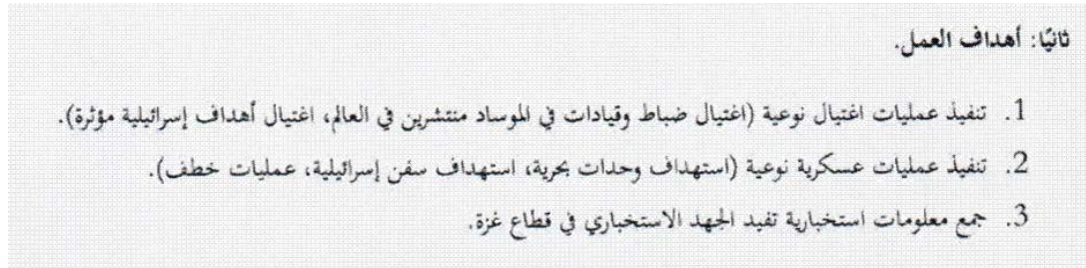 ثانيًا: أهداف العمل.
1. تنفيذ عمليات اغتيال نوعية (اغتيال ضباط وقيادات في الموساد منتشرين في العالم، اغتيال أهداف إسرائيلية مؤثرة).
2. تنفيذ عمليات عسكرية نوعية (استهداف وحدات بحرية، استهداف سفن إسرائيلية، عمليات خطف).
3. جمع معلومات استخبارية تفيد الجهد الاستخباري في قطاع غزة.